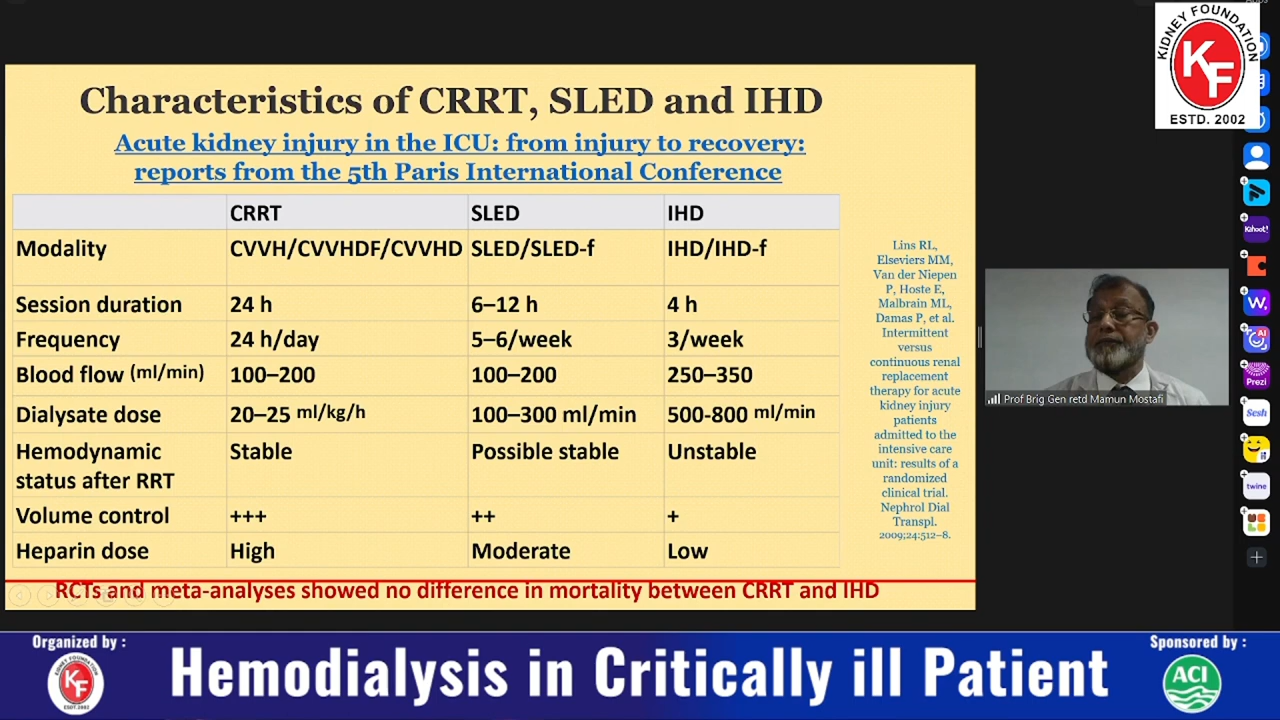 KIDNEY FOUNDATION
KF
ESTD. 2002
Characteristics of CRRT, SLED and IHD
Acute kidney injury in the ICU: from injury to recovery:
reports from the 5th Paris International Conference
CRRT SLED IHD
Modality CVVH/CVVHDF/CVVHD SLED/SLED-f IHD/IHD-f
Session duration 24 h 6–12 h 4 h
Frequency 24 h/day 5–6/week 3/week
Blood flow (ml/min) 100–200 100–200 250–350
Dialysate dose 20–25 ml/kg/h 100–300 ml/min 500-800 ml/min
Hemodynamic
status after RRT Stable Possible stable Unstable
Volume control +++ ++ +
Heparin dose High Moderate Low
RCTs and meta-analyses showed no difference in mortality between CRRT and IHD
Lins RL,
Elseviers MM,
Van der Niepen
P, Hoste E,
Malbrain ML,
Damas P, et al.
Intermittent
versus
continuous renal
replacement
therapy for acute
kidney injury
patients
admitted to the
intensive care
unit: results of a
randomized
clinical trial.
Nephrol Dial
Transpl.
2009;24:512–8.
Prof Brig Gen retd Mamun Mostafi
Kahoot!
W
AI
Prezi
Sesh
twine
Organized by :
KF
Hemodialysis in Critically ill Patient
Sponsored by :
ACI